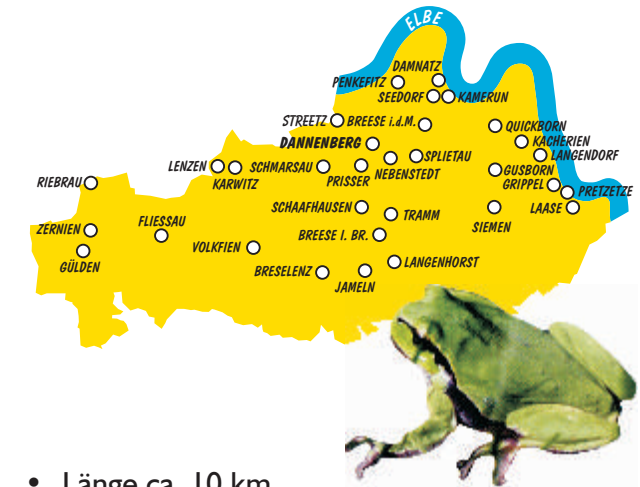 ELBE
DAMNATZ
PENKEFITZ
SEEDORF
KAMERUN
STREETZ
BREESE i.d.M.
QUICKBORN
DANNENBERG
KACHERIEN
LANGENDORF
SPLIETAU
NEBENSTEDT
LENZEN
KARWITZ
SCHMARSAU
PRISSER
GUSBORN
GRIPPEL
PRETZETZE
RIEBRAU
SCHAAFHAUSEN
TRAMM
SIEMEN
LAASE
ZERNIEN
FLIESSAU
BREESE I. BR.
VOLKFIEN
GÜLDEN
LANGENHORST
BRESELENZ
JAMELN
• Länge ca. 10 km